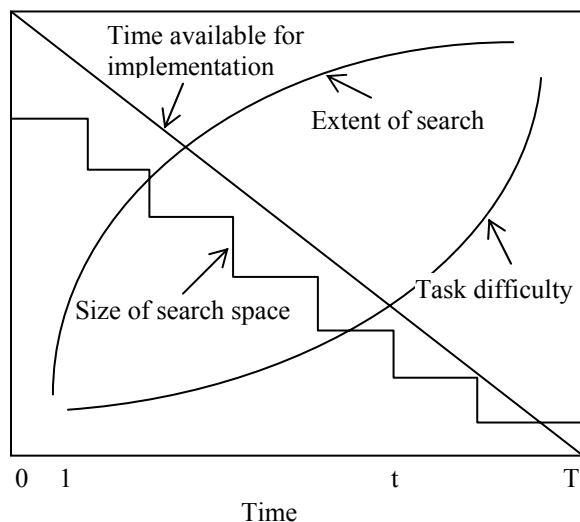 Time available for
implementation
Extent of search
Size of search space
Task difficulty
0 1 t T
Time